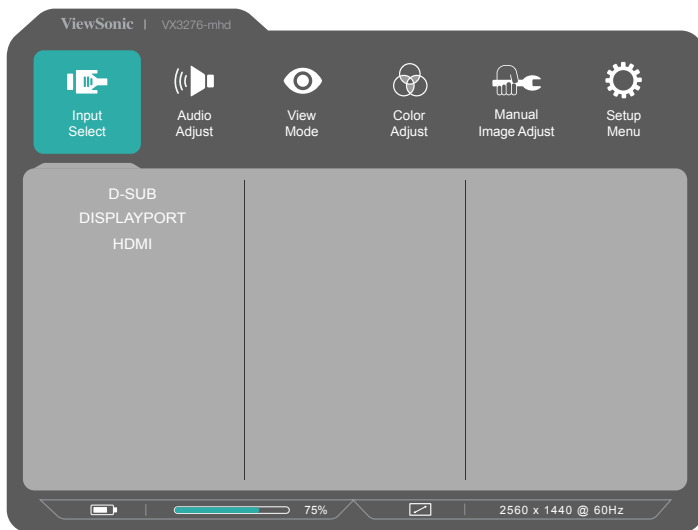 ViewSonic | VX3276-mhd
Input
Select
Audio
Adjust
View
Mode
Color
Adjust
Manual
Image Adjust
Setup
Menu
D-SUB
DISPLAYPORT
HDMI
75%
2560 x 1440 @ 60Hz